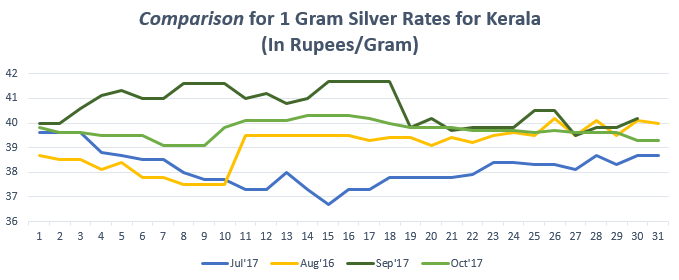 Comparison for 1 Gram Silver Rates for Kerala
(In Rupees/Gram)
42
41
40
39
38
37
36
1 2 3 4 5 6 7 8 9 10 11 12 13 14 15 16 17 18 19 20 21 22 23 24 25 26 27 28 29 30 31
Jul'17 Aug'16 Sep'17 Oct'17